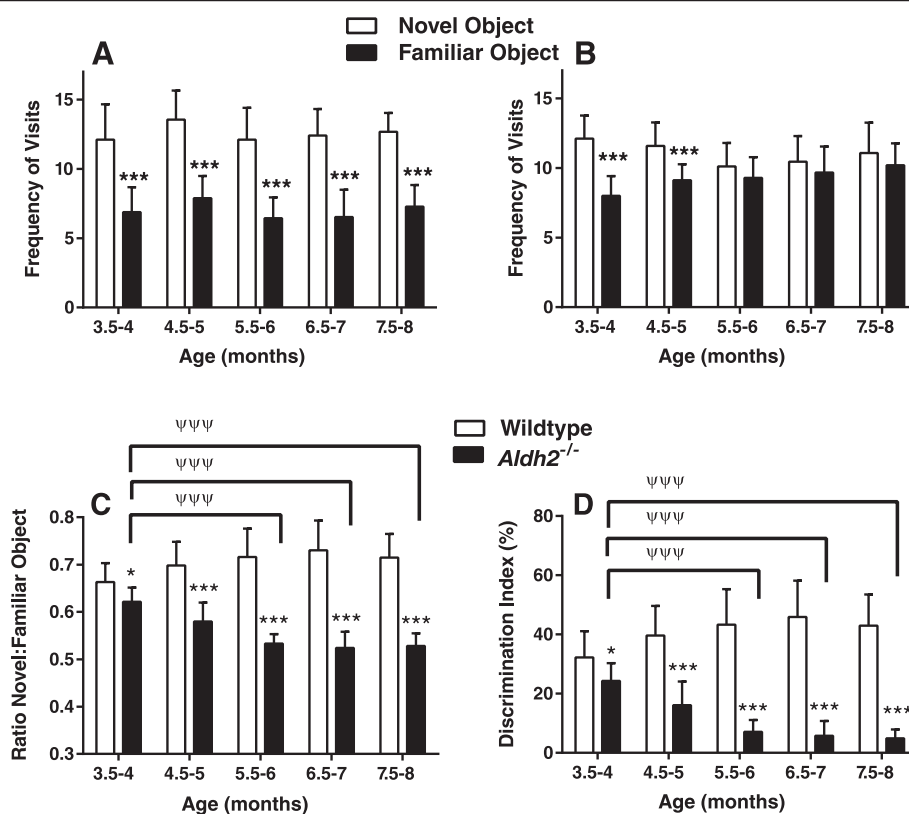 Novel Object
Familiar Object
A
Frequency of Visits
15
10
5
0
***
***
***
***
***
3.5-4 4.5-5 5.5-6 6.5-7 7.5-8
Age (months)
B
Frequency of Visits
15
10
5
0
***
***
3.5-4 4.5-5 5.5-6 6.5-7 7.5-8
Age (months)
Wildtype
Aldh2-/-
C
Ratio Novel:Familiar Object
ψψψ
ψψψ
ψψψ
0.8
0.7
0.6
0.5
0.4
0.3
*
***
***
***
***
3.5-4 4.5-5 5.5-6 6.5-7 7.5-8
Age (months)
D
Discrimination Index (%)
ψψψ
ψψψ
ψψψ
80
60
40
20
0
*
***
***
***
***
3.5-4 4.5-5 5.5-6 6.5-7 7.5-8
Age (months)